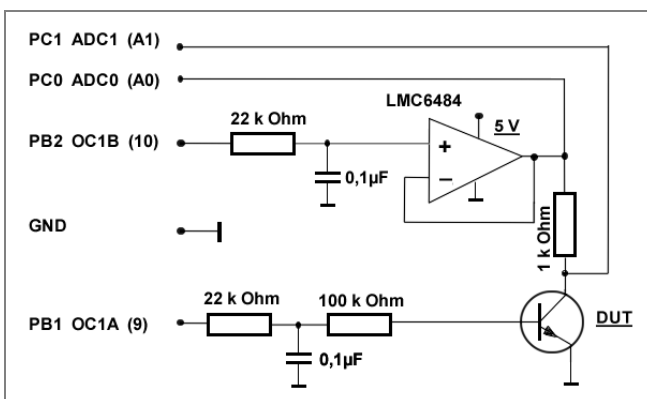 PC1 ADC1 (A1)
PC0 ADC0 (A0)
LMC6484
22 k Ohm
5 V
PB2 OC1B (10)
+
−
0,1µF
GND
1 k Ohm
22 k Ohm
100 k Ohm
PB1 OC1A (9)
DUT
0,1µF